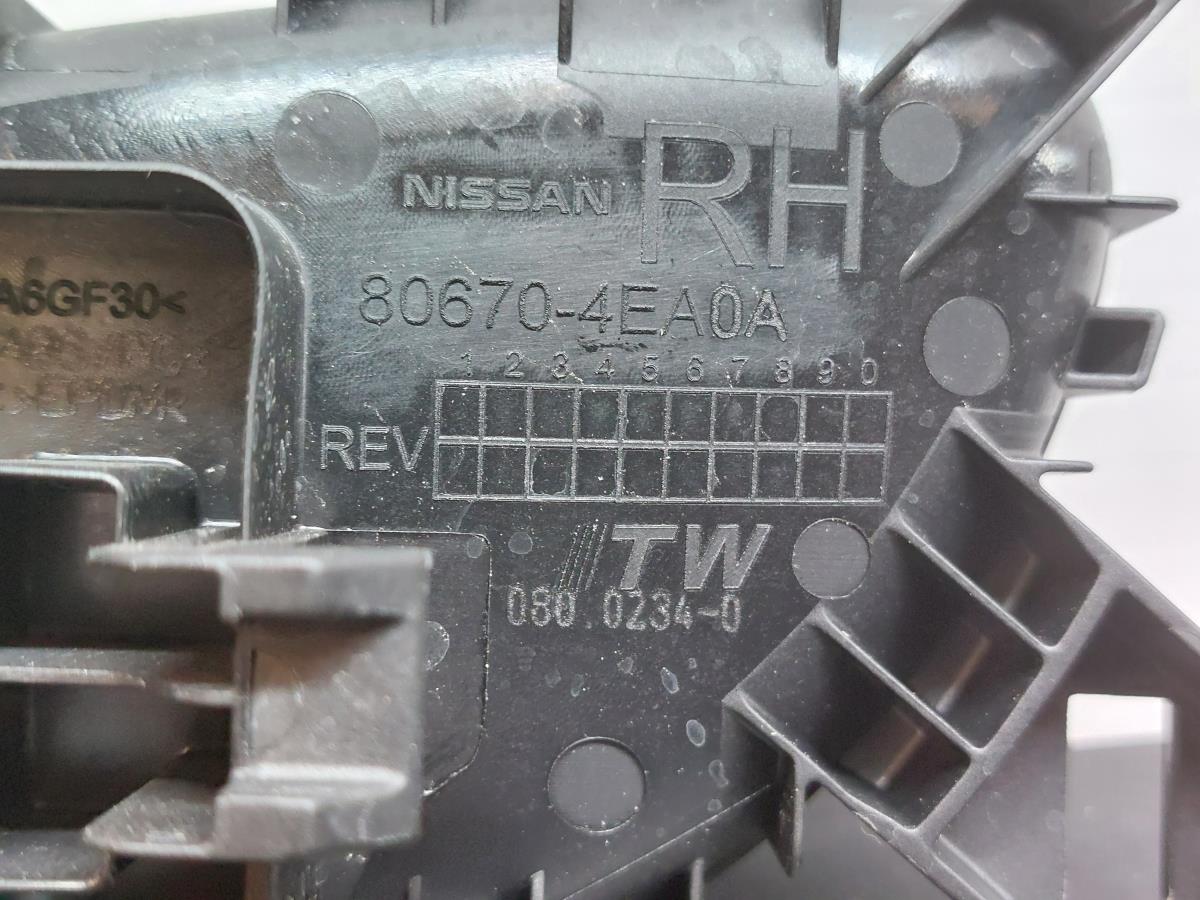 NISSAN RH
80670-4EA0A
1 2 3 4 5 6 7 8 9 0
REV
TW
080.0234-0
A6GF30<